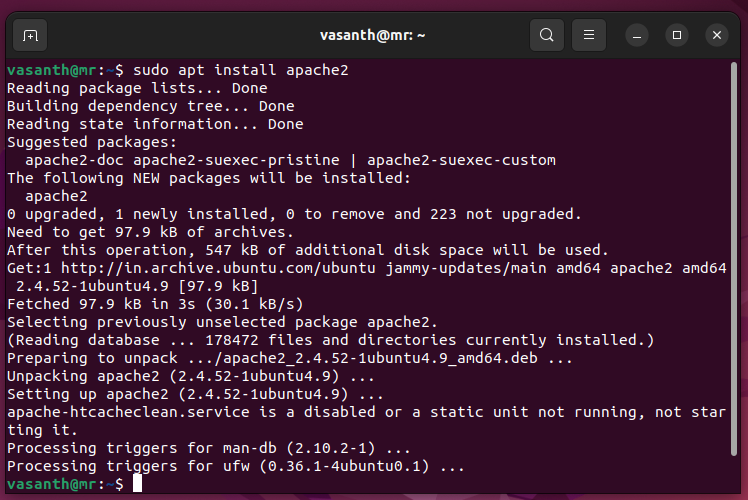 vasanth@mr: ~
vasanth@mr:~$ sudo apt install apache2
Reading package lists... Done
Building dependency tree... Done
Reading state information... Done
Suggested packages:
  apache2-doc apache2-suexec-pristine | apache2-suexec-custom
The following NEW packages will be installed:
  apache2
0 upgraded, 1 newly installed, 0 to remove and 223 not upgraded.
Need to get 97.9 kB of archives.
After this operation, 547 kB of additional disk space will be used.
Get:1 http://in.archive.ubuntu.com/ubuntu jammy-updates/main amd64 apache2 amd64
 2.4.52-1ubuntu4.9 [97.9 kB]
Fetched 97.9 kB in 3s (30.1 kB/s)
Selecting previously unselected package apache2.
(Reading database ... 178472 files and directories currently installed.)
Preparing to unpack .../apache2_2.4.52-1ubuntu4.9_amd64.deb ...
Unpacking apache2 (2.4.52-1ubuntu4.9) ...
Setting up apache2 (2.4.52-1ubuntu4.9) ...
apache-htcacheclean.service is a disabled or a static unit not running, not star
ting it.
Processing triggers for man-db (2.10.2-1) ...
Processing triggers for ufw (0.36.1-4ubuntu0.1) ...
vasanth@mr:~$